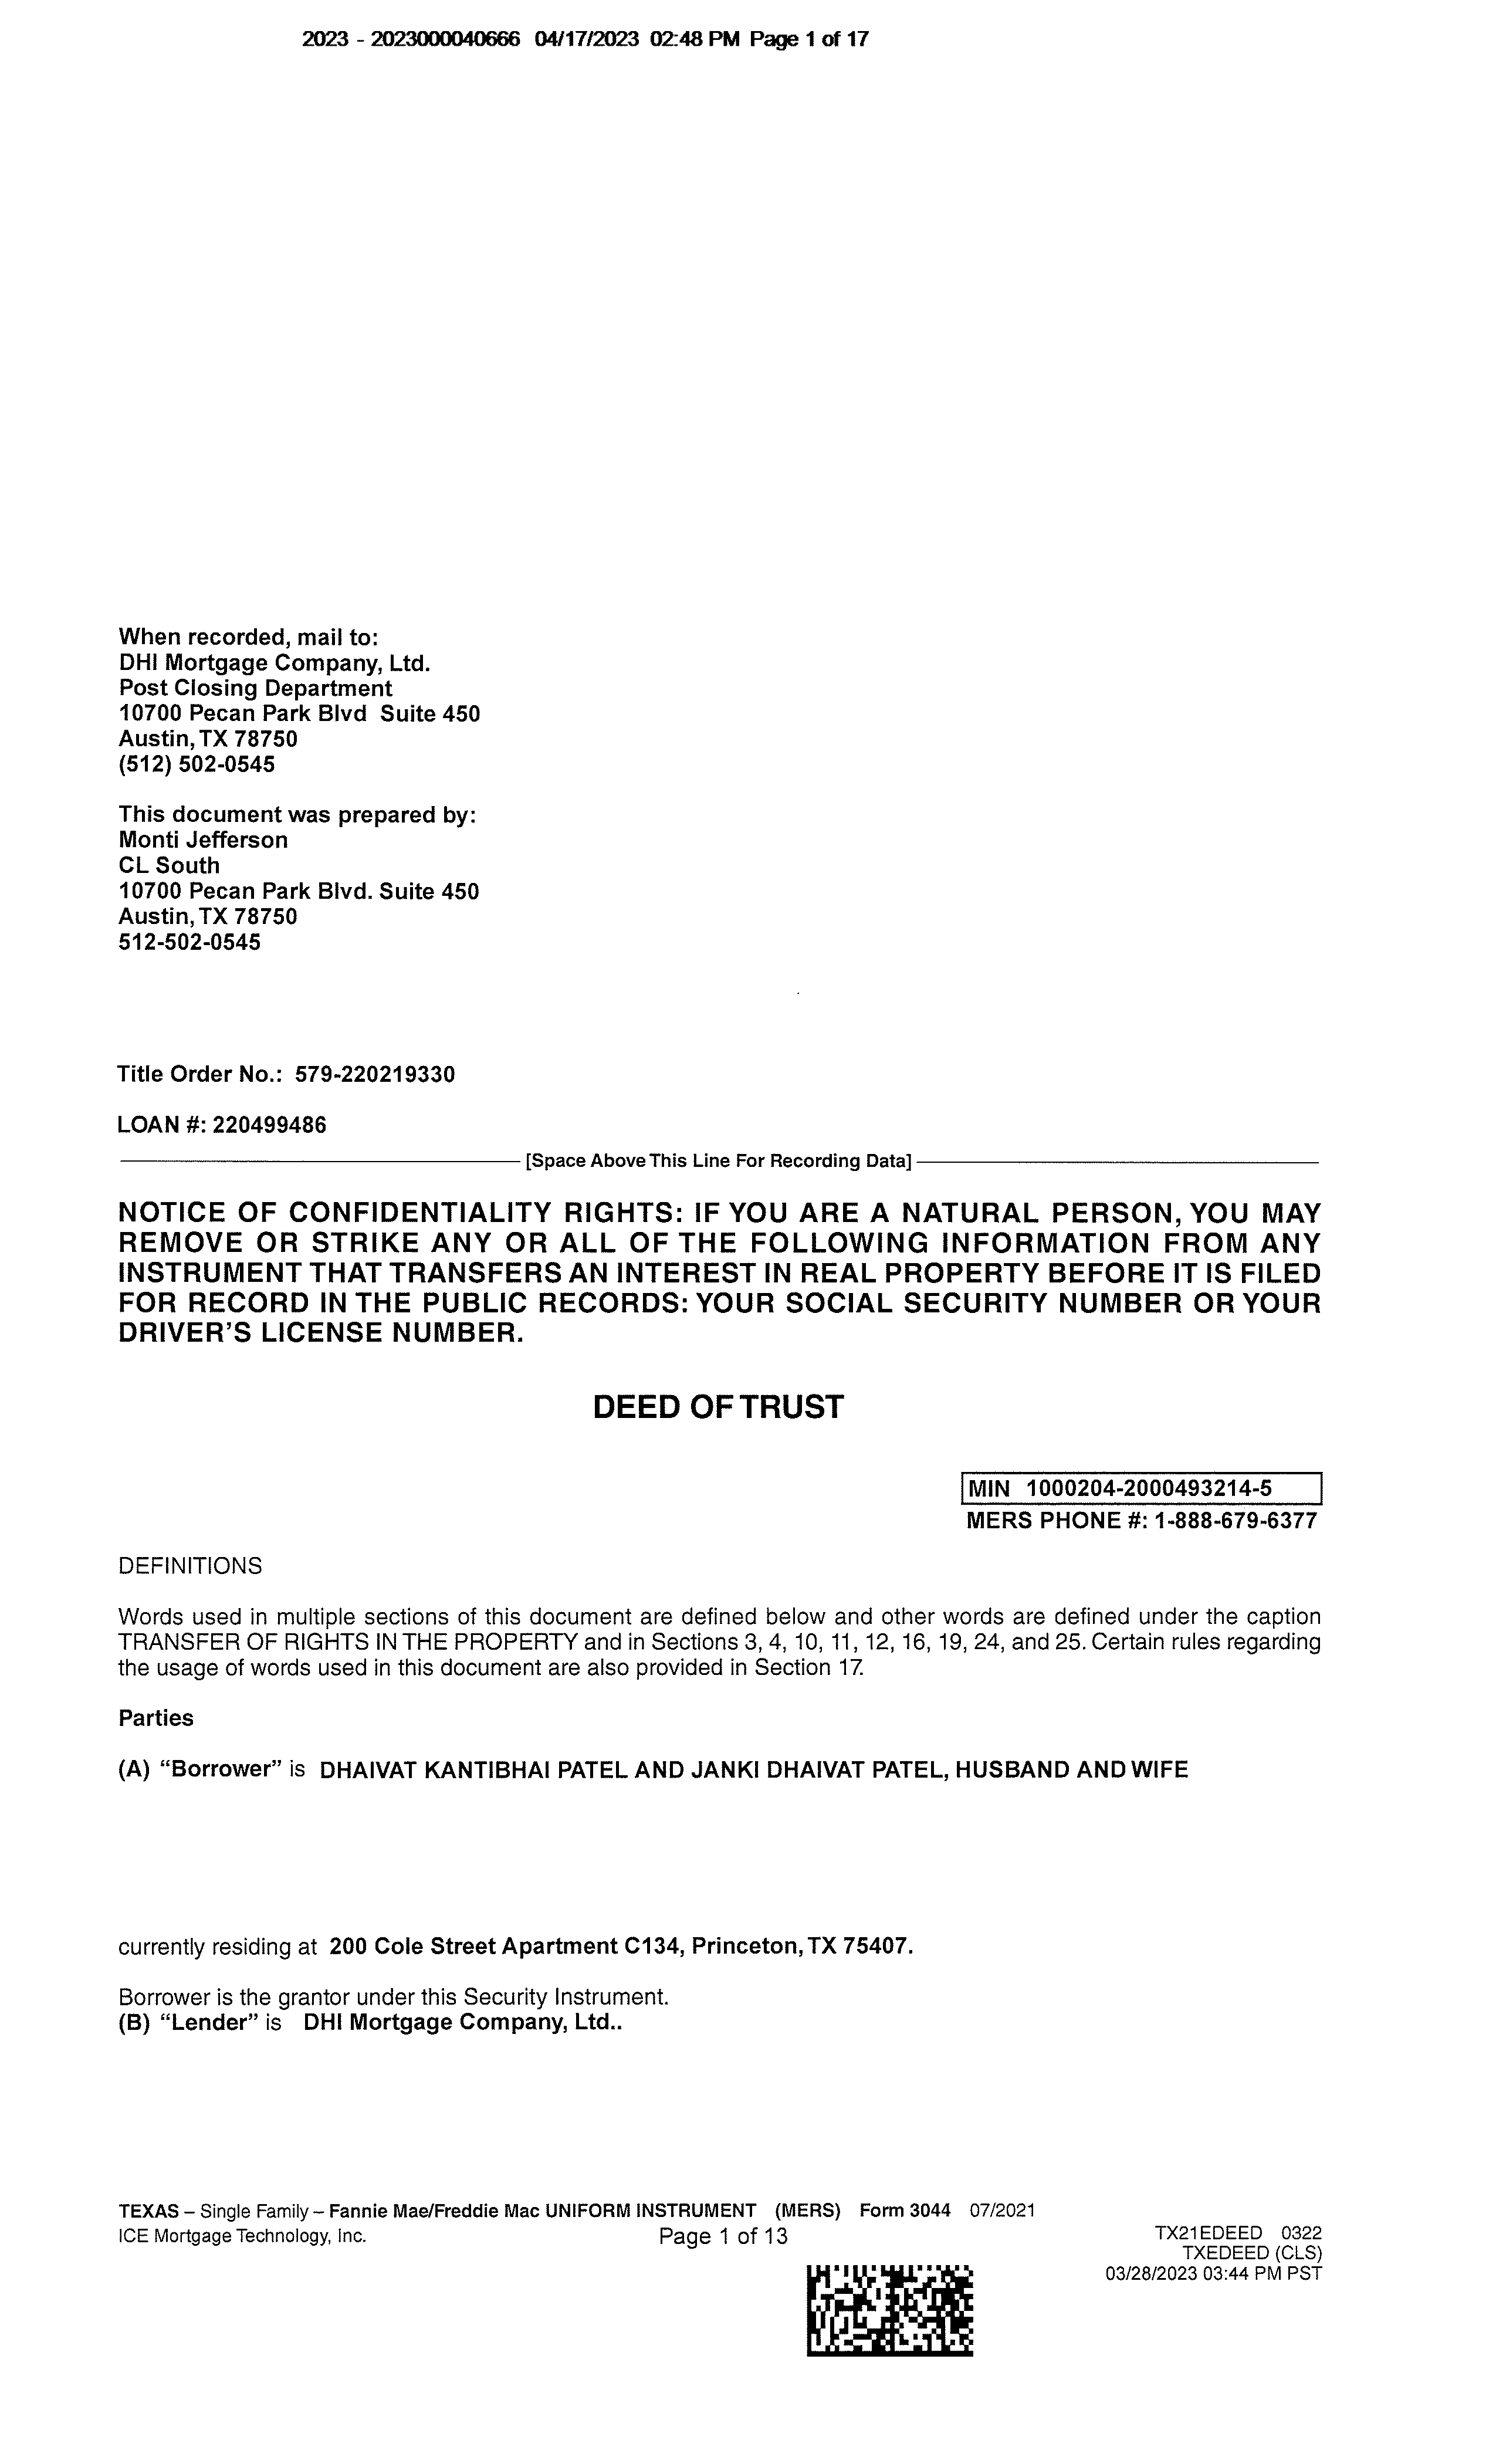 2023 - 2023000040666 04/17/2023 02:48 PM Page 1 of 17
When recorded, mail to:
DHI Mortgage Company, Ltd.
Post Closing Department
10700 Pecan Park Blvd Suite 450
Austin, TX 78750
(512) 502-0545
This document was prepared by:
Monti Jefferson
CL South
10700 Pecan Park Blvd. Suite 450
Austin, TX 78750
512-502-0545
Title Order No.: 579-220219330
LOAN #: 220499486
[Space Above This Line For Recording Data]
NOTICE OF CONFIDENTIALITY RIGHTS: IF YOU ARE A NATURAL PERSON, YOU MAY
REMOVE OR STRIKE ANY OR ALL OF THE FOLLOWING INFORMATION FROM ANY
INSTRUMENT THAT TRANSFERS AN INTEREST IN REAL PROPERTY BEFORE IT IS FILED
FOR RECORD IN THE PUBLIC RECORDS: YOUR SOCIAL SECURITY NUMBER OR YOUR
DRIVER'S LICENSE NUMBER.
DEED OF TRUST
MIN 1000204-2000493214-5
MERS PHONE #: 1-888-679-6377
DEFINITIONS
Words used in multiple sections of this document are defined below and other words are defined under the caption
TRANSFER OF RIGHTS IN THE PROPERTY and in Sections 3, 4, 10, 11, 12, 16, 19, 24, and 25. Certain rules regarding
the usage of words used in this document are also provided in Section 17.
Parties
(A) “Borrower” is DHAIVAT KANTIBHAI PATEL AND JANKI DHAIVAT PATEL, HUSBAND AND WIFE
currently residing at 200 Cole Street Apartment C134, Princeton, TX 75407.
Borrower is the grantor under this Security Instrument.
(B) “Lender” is DHI Mortgage Company, Ltd..
TEXAS – Single Family – Fannie Mae/Freddie Mac UNIFORM INSTRUMENT (MERS) Form 3044 07/2021
ICE Mortgage Technology, Inc. Page 1 of 13
TX21EDEED 0322
TXEDEED (CLS)
03/28/2023 03:44 PM PST